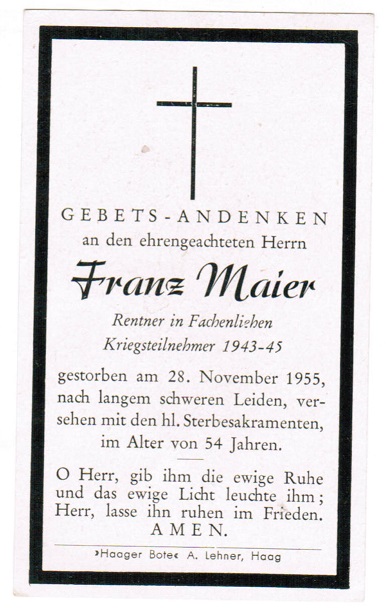 GEBETS-ANDENKEN
an den ehrengeachteten Herrn
Franz Maier
Rentner in Fachenliehen
Kriegsteilnehmer 1943-45
gestorben am 28. November 1955,
nach langem schweren Leiden, ver-
sehen mit den hl. Sterbesakramenten,
im Alter von 54 Jahren.
O Herr, gib ihm die ewige Ruhe
und das ewige Licht leuchte ihm;
Herr, lasse ihn ruhen im Frieden.
AMEN.
›Haager Bote‹ A. Lehner, Haag